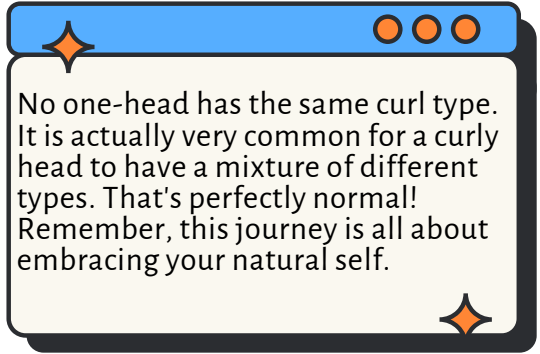 No one-head has the same curl type.
It is actually very common for a curly
head to have a mixture of different
types. That's perfectly normal!
Remember, this journey is all about
embracing your natural self.